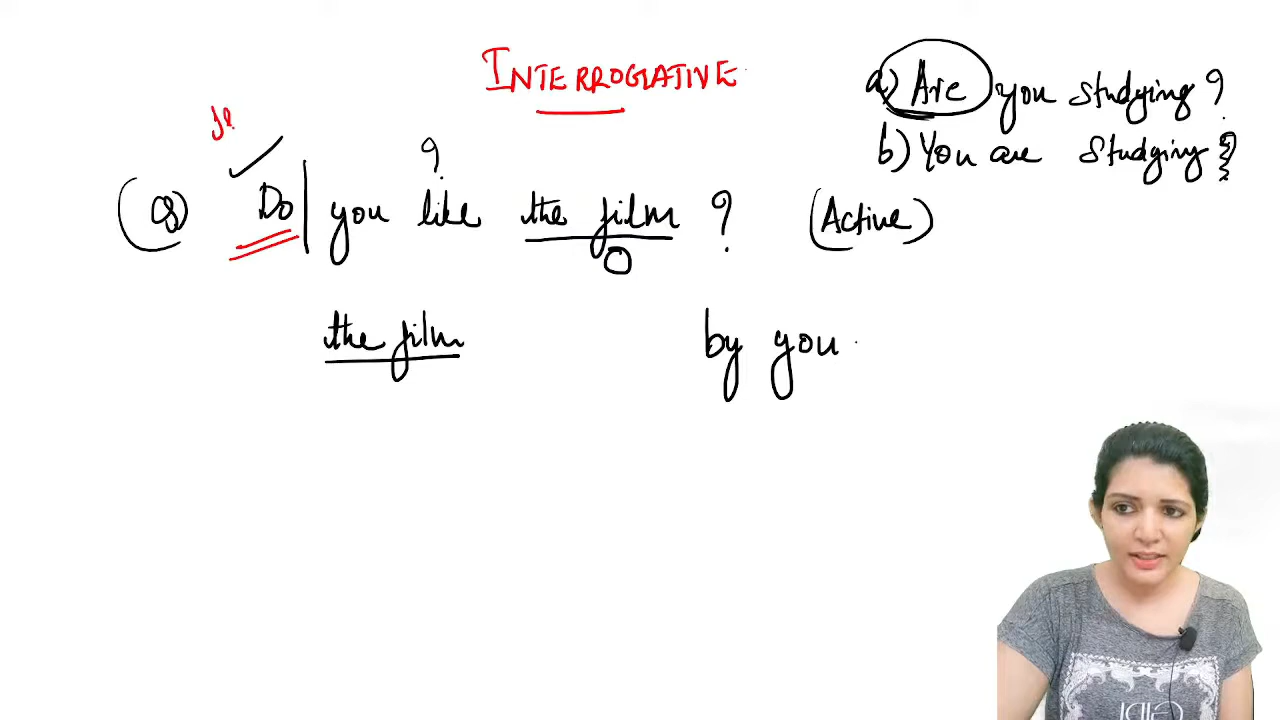 INTERROGATIVE
a) Are you studying ?
b) You are studying ?
?
(Q) Do you like the film ? (Active)
O
the film by you